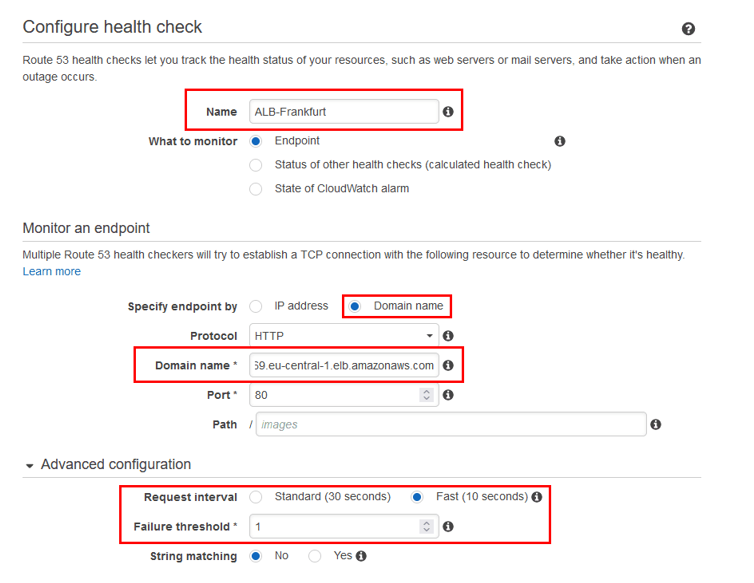 Configure health check
Route 53 health checks let you track the health status of your resources, such as web servers or mail servers, and take action when an
outage occurs.
Name ALB-Frankfurt
What to monitor Endpoint
Status of other health checks (calculated health check)
State of CloudWatch alarm
Monitor an endpoint
Multiple Route 53 health checkers will try to establish a TCP connection with the following resource to determine whether it's healthy.
Learn more
Specify endpoint by IP address Domain name
Protocol HTTP
Domain name * 69.eu-central-1.elb.amazonaws.com
Port * 80
Path / images
Advanced configuration
Request interval Standard (30 seconds) Fast (10 seconds)
Failure threshold * 1
String matching No Yes